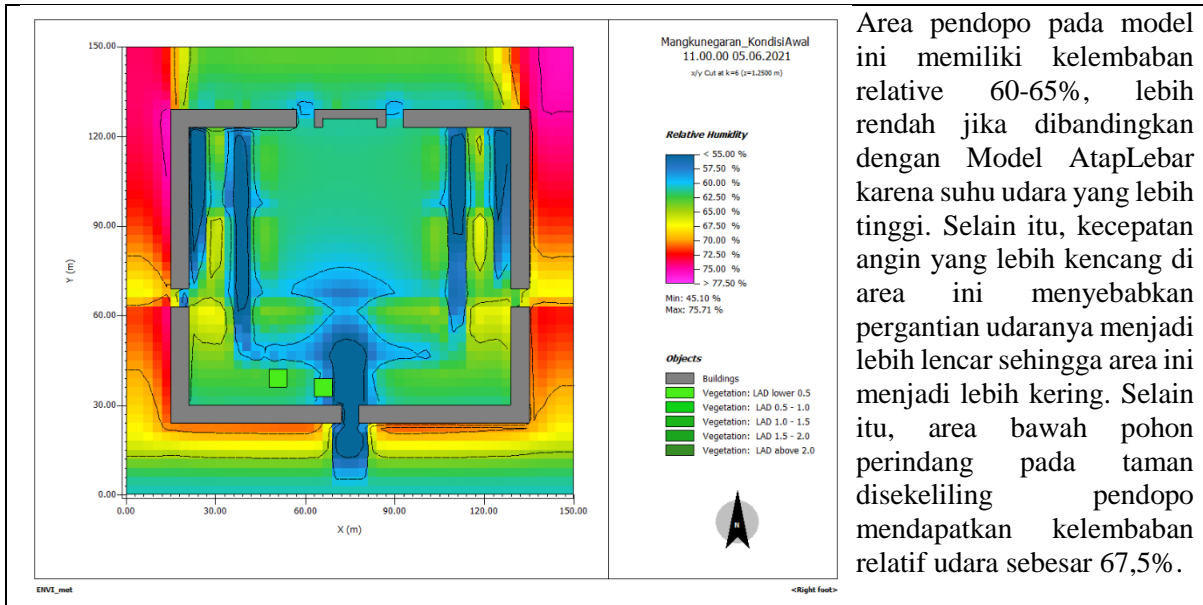 150.00
120.00
90.00
60.00
30.00
0.00
Y (m)
0.00 30.00 60.00 90.00 120.00 150.00
X (m)
ENVI_met
Mangkunegaran_KondisiAwal
11.00.00 05.06.2021
x/y Cut at k=6 (z=1.2500 m)
Relative Humidity
< 55.00 %
57.50 %
60.00 %
62.50 %
65.00 %
67.50 %
70.00 %
72.50 %
75.00 %
> 77.50 %
Min: 45.10 %
Max: 75.71 %
Objects
Buildings
Vegetation: LAD lower 0.5
Vegetation: LAD 0.5 - 1.0
Vegetation: LAD 1.0 - 1.5
Vegetation: LAD 1.5 - 2.0
Vegetation: LAD above 2.0
N
<Right foot>
Area pendopo pada model
ini memiliki kelembaban
relative 60-65%, lebih
rendah jika dibandingkan
dengan Model AtapLebar
karena suhu udara yang lebih
tinggi. Selain itu, kecepatan
angin yang lebih kencang di
area ini menyebabkan
pergantian udaranya menjadi
lebih lencar sehingga area ini
menjadi lebih kering. Selain
itu, area bawah pohon
perindang pada taman
disekeliling pendopo
mendapatkan kelembaban
relatif udara sebesar 67,5%.